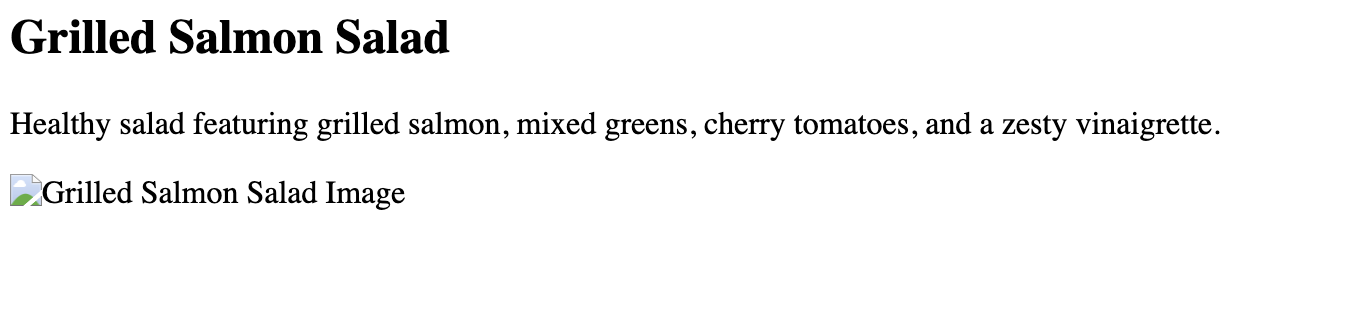 Grilled Salmon Salad
Healthy salad featuring grilled salmon, mixed greens, cherry tomatoes, and a zesty vinaigrette.
Grilled Salmon Salad Image